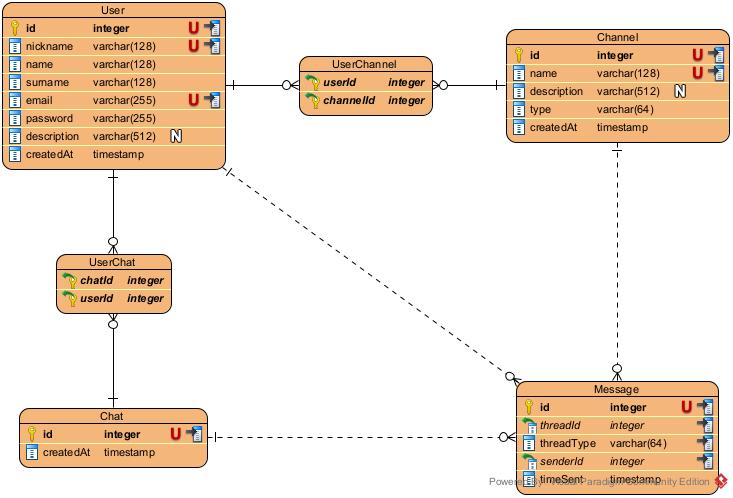 User
id integer U
nickname varchar(128) U
name varchar(128)
surname varchar(128)
email varchar(255) U
password varchar(255)
description varchar(512) N
createdAt timestamp
UserChannel
userId integer
channelId integer
Channel
id integer U
name varchar(128) U
description varchar(512) N
type varchar(64)
createdAt timestamp
UserChat
chatId integer
userId integer
Chat
id integer U
createdAt timestamp
Message
id integer U
threadId integer
threadType varchar(64)
senderId integer
timeSent timestamp
Powered By Visual Paradigm Community Edition